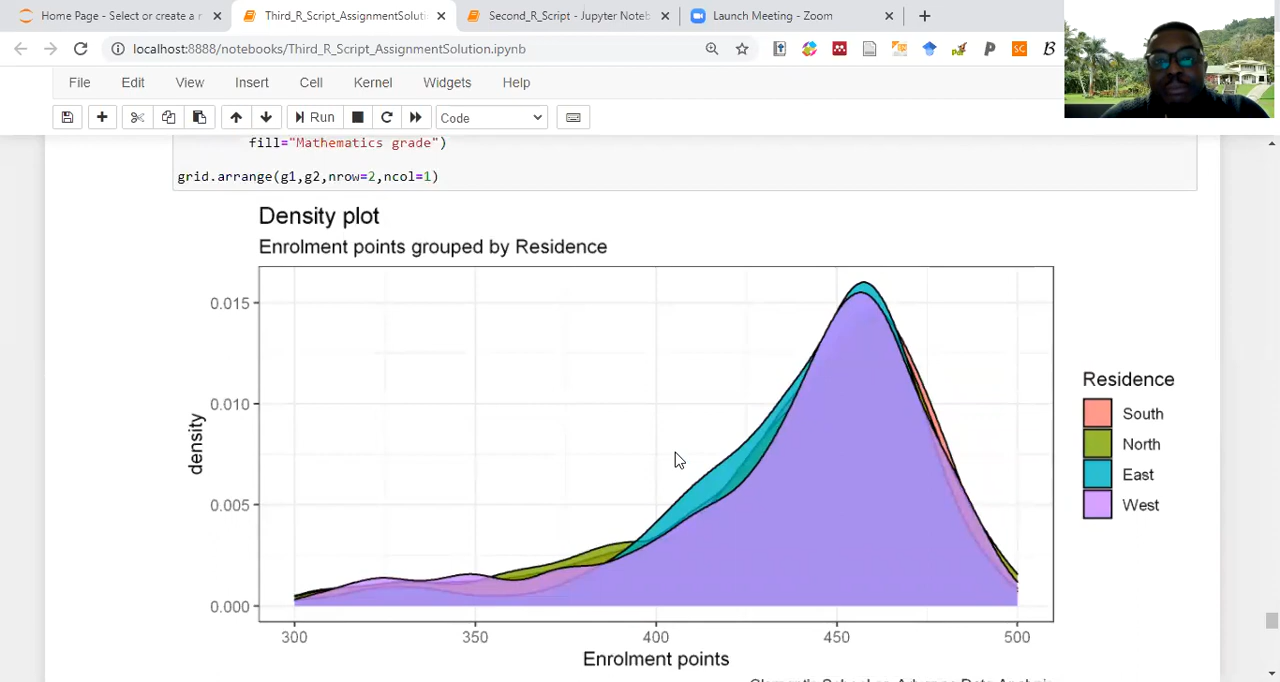 Home Page - Select or create a r
Third_R_Script_AssignmentSoluti
Second_R_Script - Jupyter Noteb
Launch Meeting - Zoom
localhost:8888/notebooks/Third_R_Script_AssignmentSolution.ipynb
SC
File Edit View Insert Cell Kernel Widgets Help
Run
Code
fill="Mathematics grade")
grid.arrange(g1,g2,nrow=2,ncol=1)
Density plot
Enrolment points grouped by Residence
0.015
0.010
0.005
0.000
density
300 350 400 450 500
Enrolment points
Residence
South
North
East
West